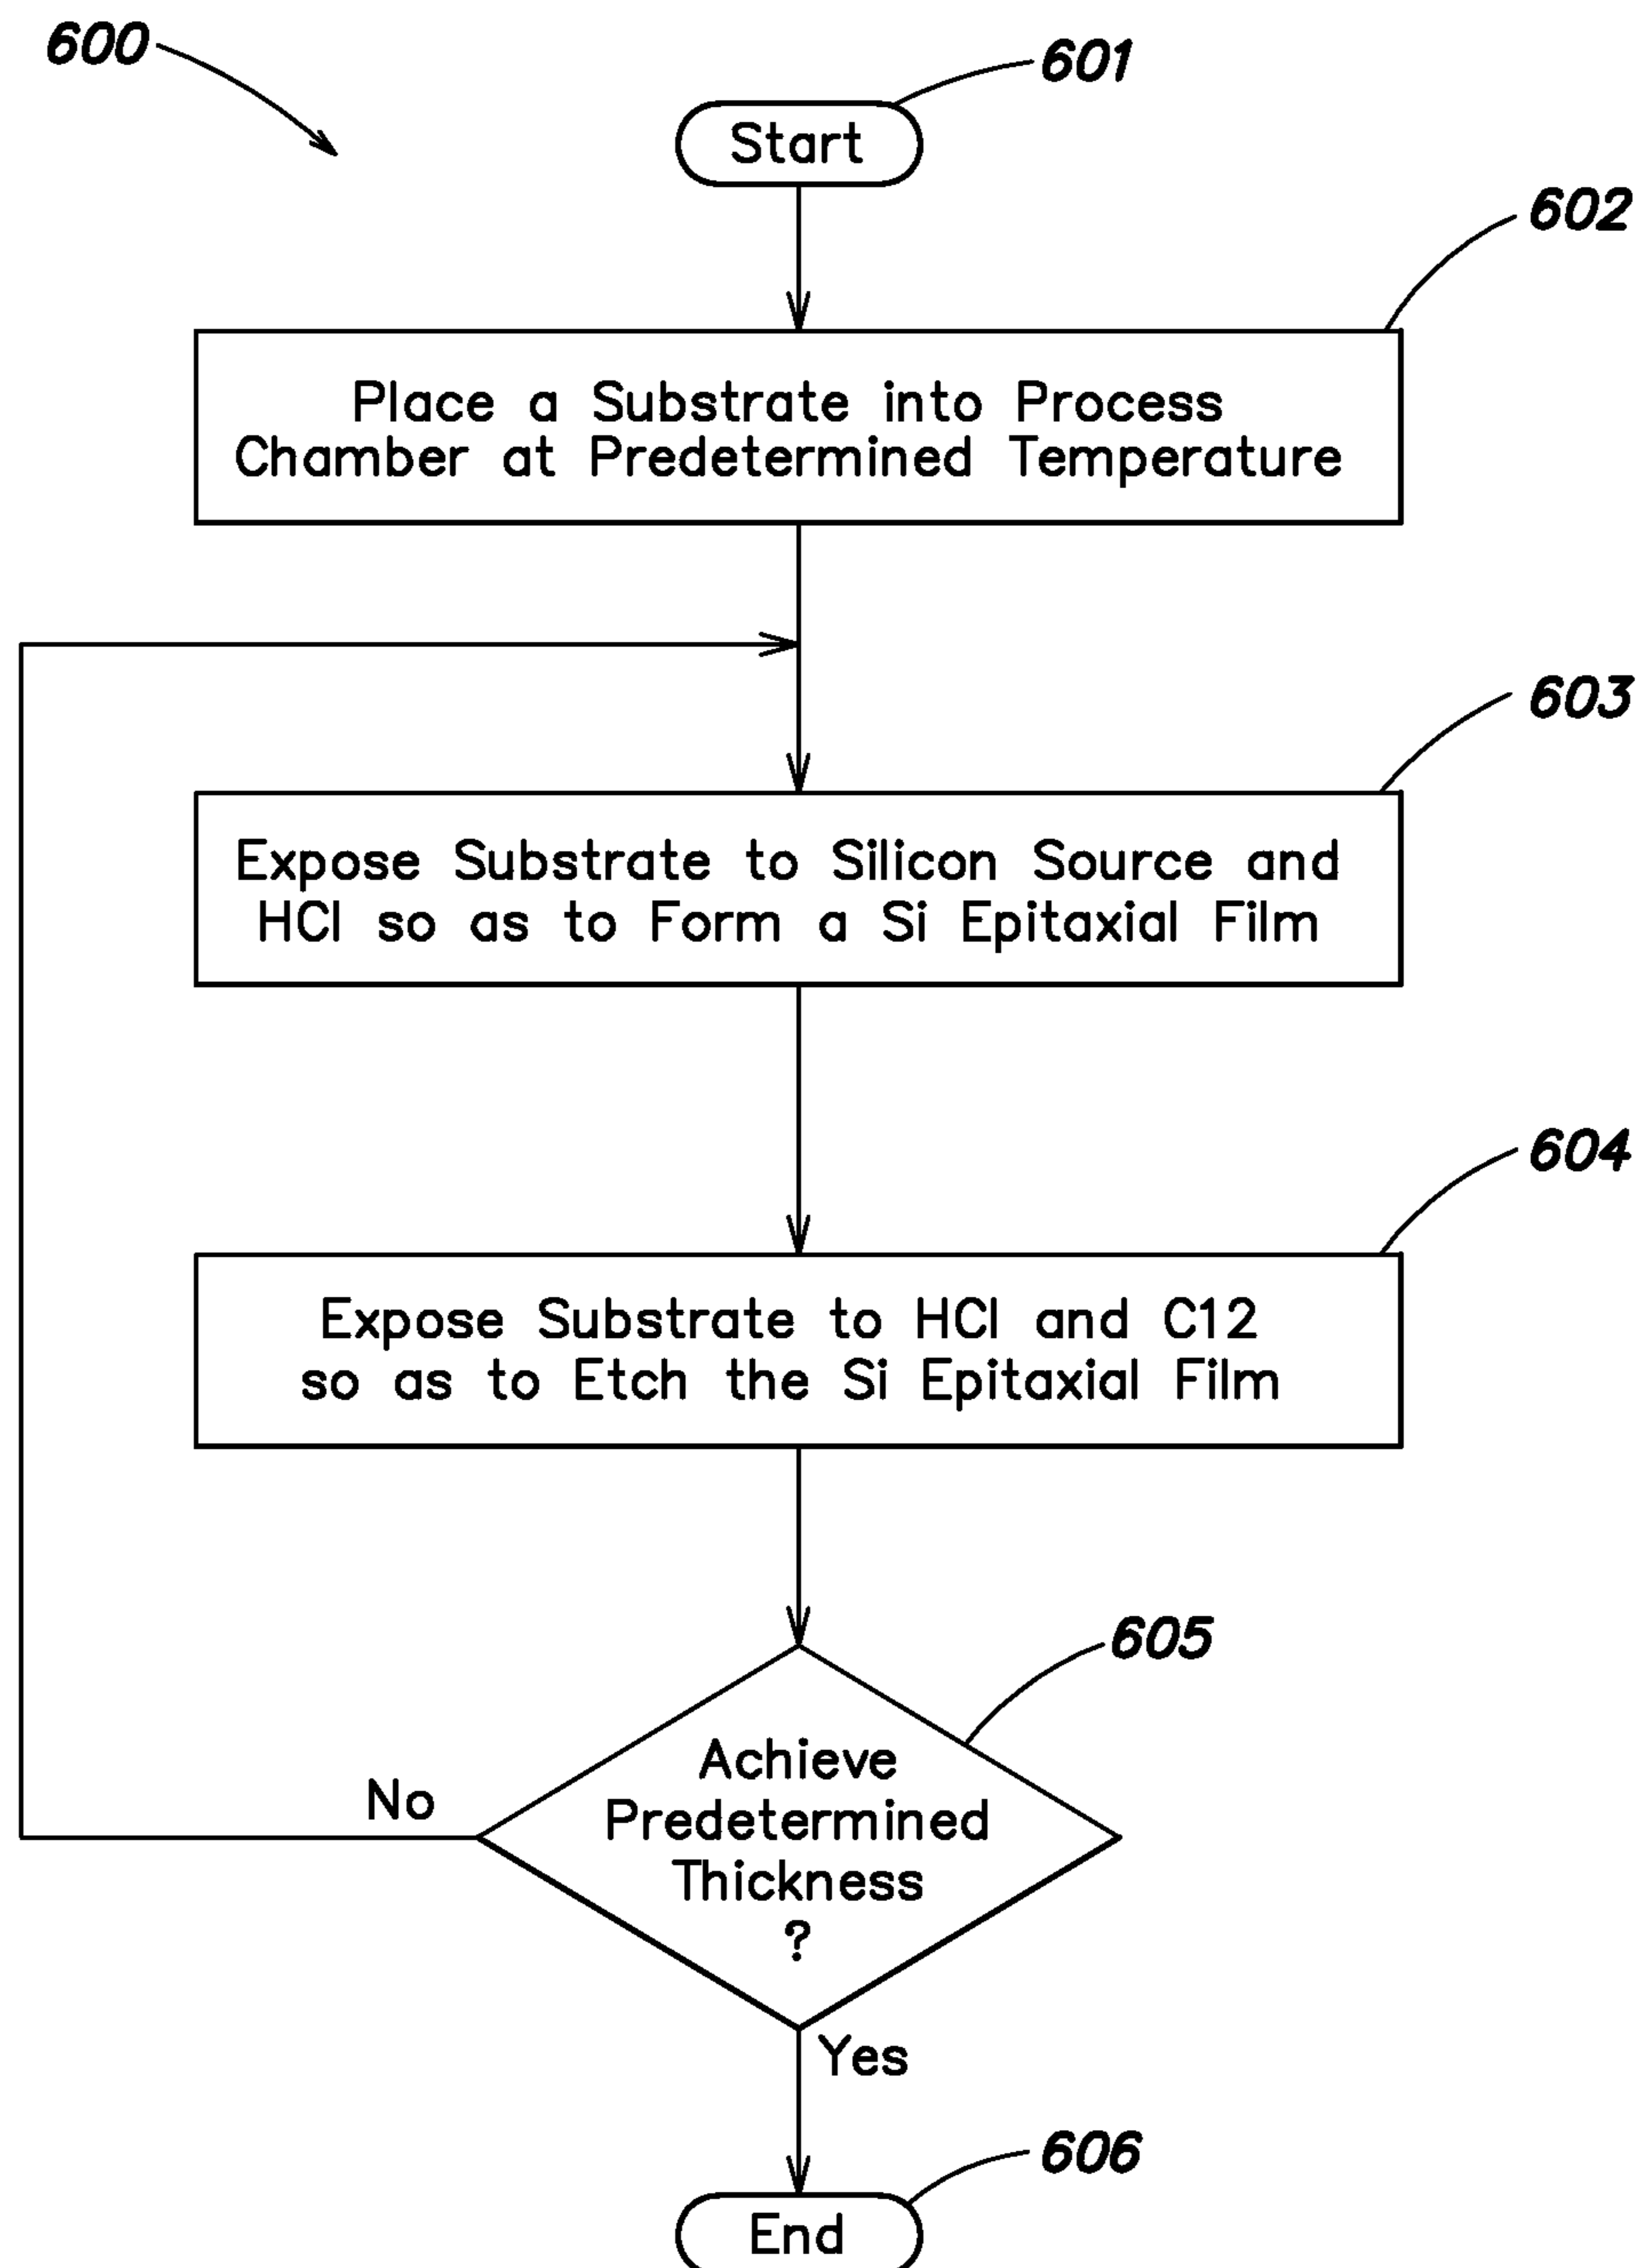 600
601
Start
602
Place a Substrate into Process
Chamber at Predetermined Temperature
603
Expose Substrate to Silicon Source and
HCl so as to Form a Si Epitaxial Film
604
Expose Substrate to HCl and C12
so as to Etch the Si Epitaxial Film
605
Achieve
Predetermined
Thickness
?
No
Yes
606
End